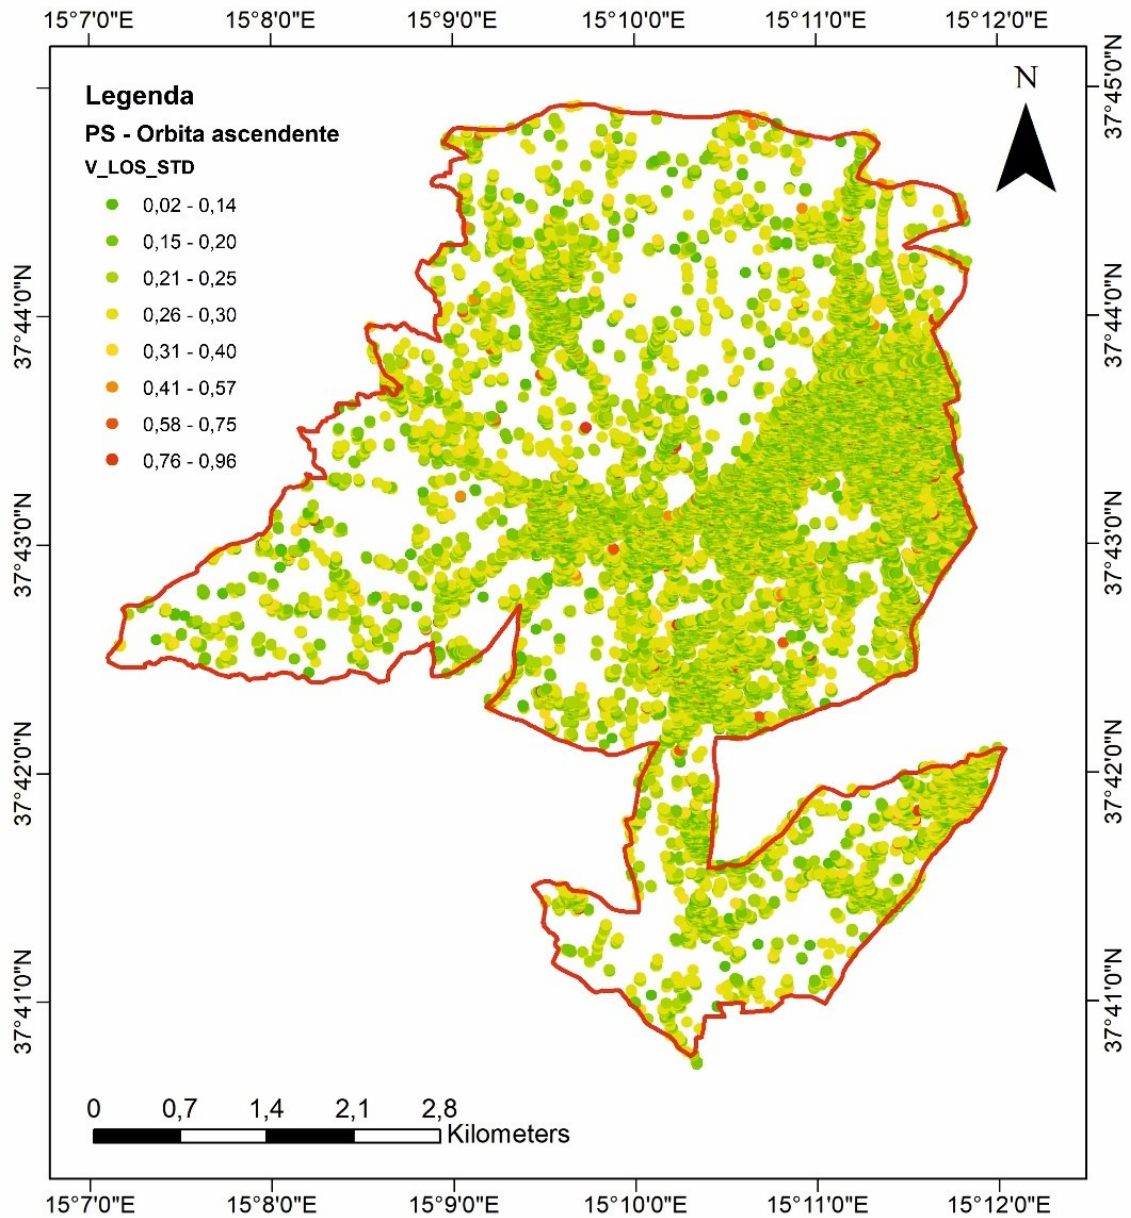 15°7'0"E 15°8'0"E 15°9'0"E 15°10'0"E 15°11'0"E 15°12'0"E
N
Legenda
PS - Orbita ascendente
V_LOS_STD
0,02 - 0,14
0,15 - 0,20
0,21 - 0,25
0,26 - 0,30
0,31 - 0,40
0,41 - 0,57
0,58 - 0,75
0,76 - 0,96
37°45'0"N
37°44'0"N 37°44'0"N
37°43'0"N 37°43'0"N
37°42'0"N 37°42'0"N
37°41'0"N 37°41'0"N
0 0,7 1,4 2,1 2,8
Kilometers
15°7'0"E 15°8'0"E 15°9'0"E 15°10'0"E 15°11'0"E 15°12'0"E